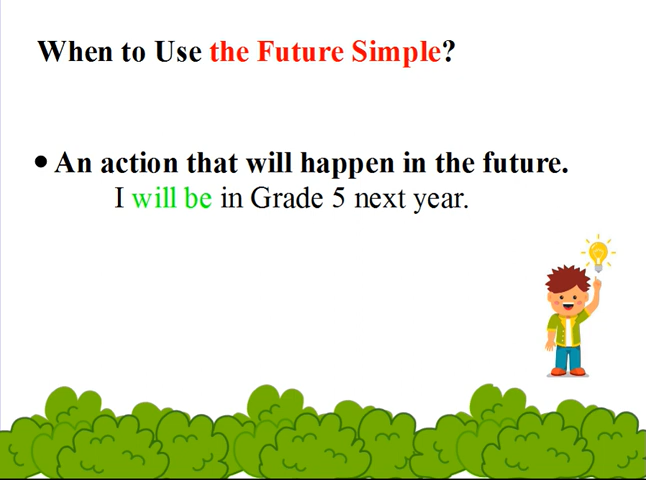 When to Use the Future Simple?
• An action that will happen in the future.
I will be in Grade 5 next year.